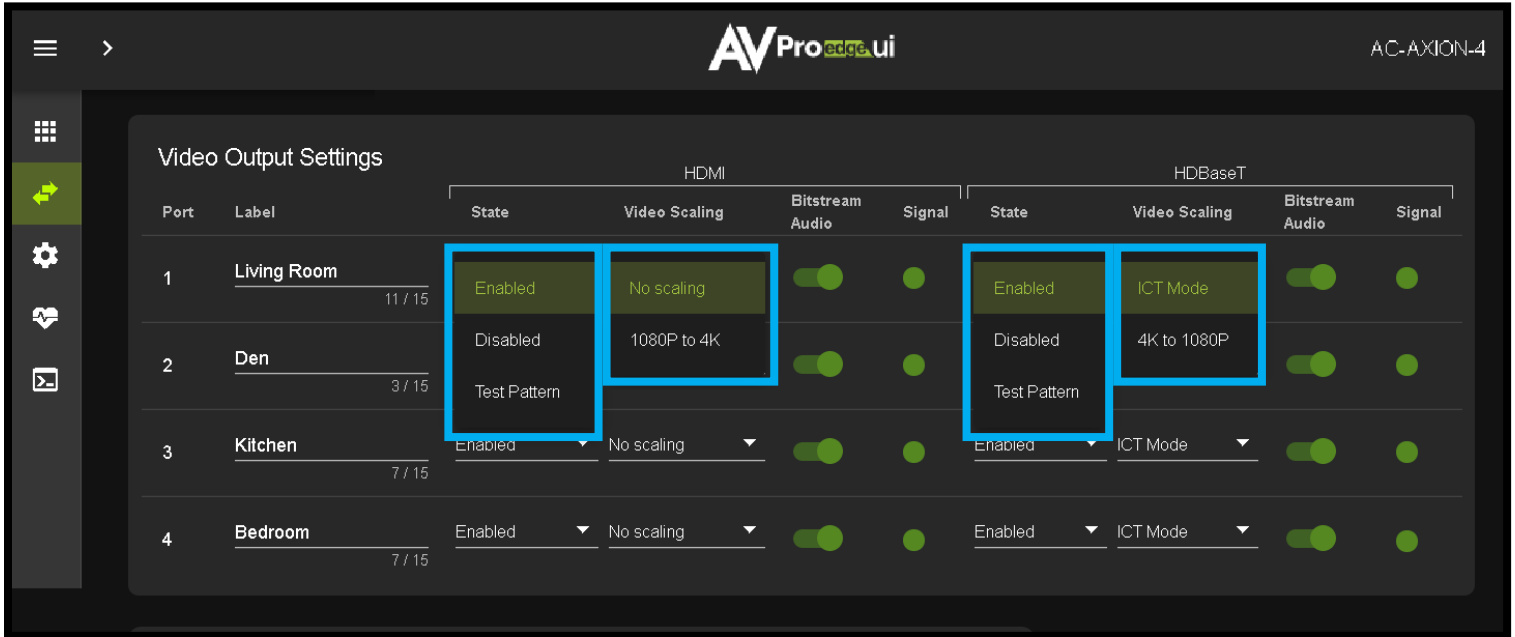 AVProedge.ui
AC-AXION-4
Video Output Settings
HDMI
HDBaseT
Port Label State Video Scaling Bitstream Audio Signal State Video Scaling Bitstream Audio Signal
1 Living Room Enabled No scaling Enabled ICT Mode
11 / 15
Disabled 1080P to 4K Disabled 4K to 1080P
2 Den
3 / 15
Test Pattern Test Pattern
3 Kitchen Enabled No scaling Enabled ICT Mode
7 / 15
4 Bedroom Enabled No scaling Enabled ICT Mode
7 / 15